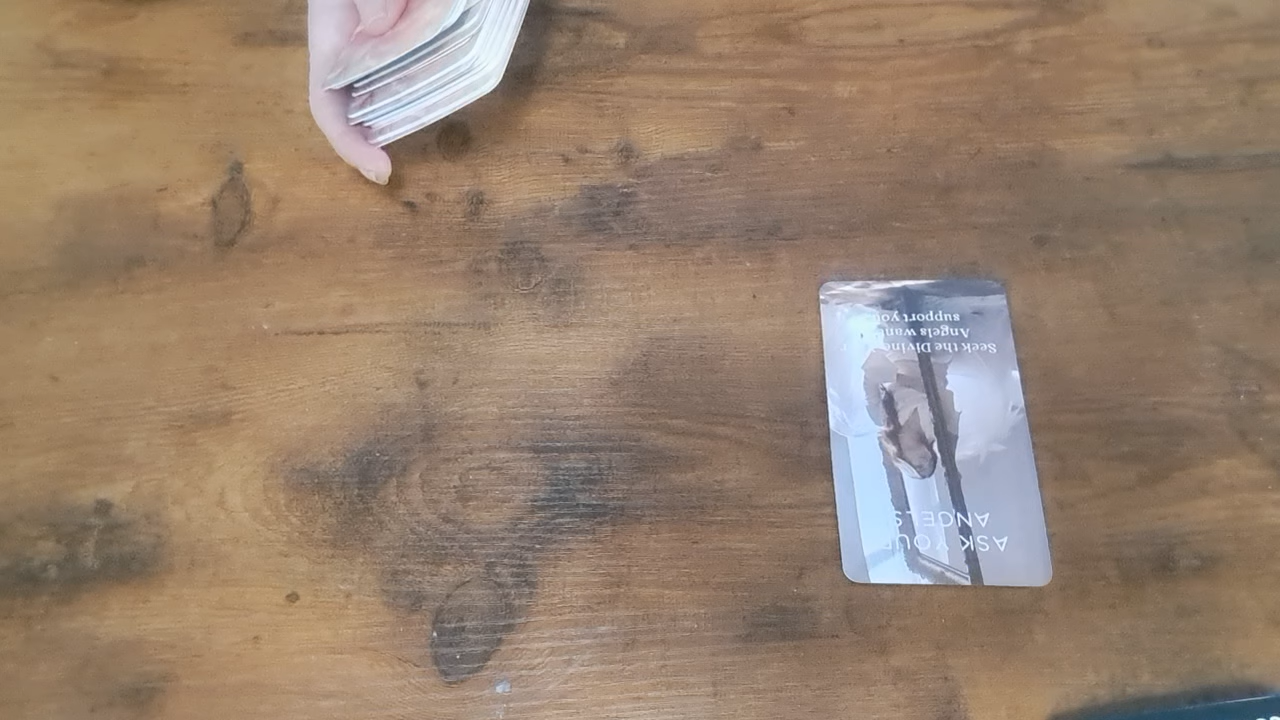 ASK YOUR
ANGELS
Seek the Divine
Angels want
support you